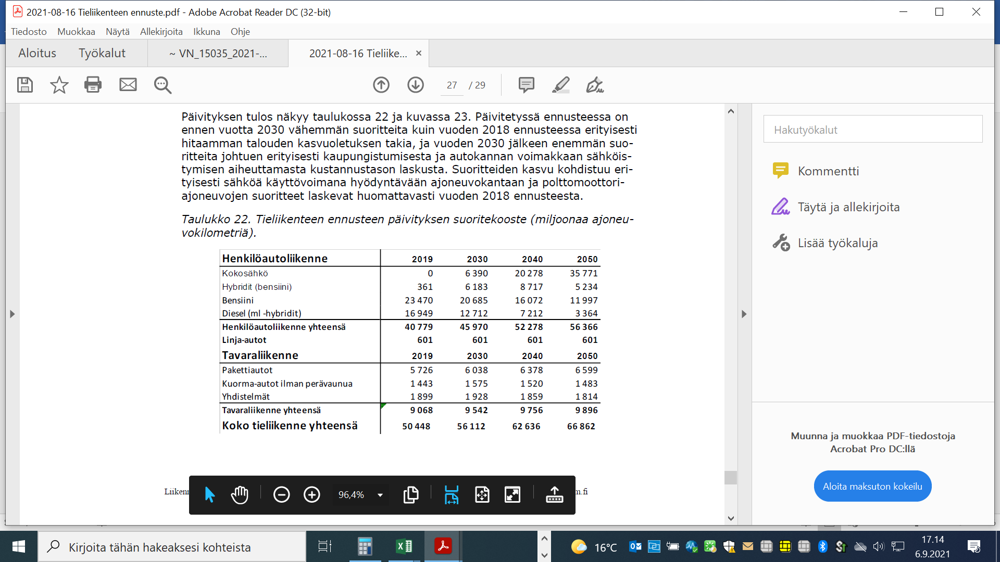 2021-08-16 Tieliikenteen ennuste.pdf - Adobe Acrobat Reader DC (32-bit)
Tiedosto Muokkaa Näytä Allekirjoita Ikkuna Ohje
Aloitus Työkalut ~ VN_15035_2021-... 2021-08-16 Tieliike...
27 / 29
Päivityksen tulos näkyy taulukossa 22 ja kuvassa 23. Päivitetyssä ennusteessa on
ennen vuotta 2030 vähemmän suoritteita kuin vuoden 2018 ennusteessa erityisesti
hitaamman talouden kasvuoletuksen takia, ja vuoden 2030 jälkeen enemmän suo-
ritteita johtuen erityisesti kaupungistumisesta ja autokannan voimakkaan sähköis-
tymisen aiheuttamasta kustannustason laskusta. Suoritteiden kasvu kohdistuu eri-
tyisesti sähköä käyttövoimana hyödyntävään ajoneuvokantaan ja polttomoottori-
ajoneuvojen suoritteet laskevat huomattavasti vuoden 2018 ennusteesta.
Taulukko 22. Tieliikenteen ennusteen päivityksen suoritekooste (miljoonaa ajoneu-
vokilometriä).
Henkilöautoliikenne 2019 2030 2040 2050
Kokosähkö 0 6 390 20 278 35 771
Hybridit (bensiini) 361 6 183 8 717 5 234
Bensiini 23 470 20 685 16 072 11 997
Diesel (ml -hybridit) 16 949 12 712 7 212 3 364
Henkilöautoliikenne yhteensä 40 779 45 970 52 278 56 366
Linja-autot 601 601 601 601
Tavaraliikenne 2019 2030 2040 2050
Pakettiautot 5 726 6 038 6 378 6 599
Kuorma-autot ilman perävaunua 1 443 1 575 1 520 1 483
Yhdistelmät 1 899 1 928 1 859 1 814
Tavaraliikenne yhteensä 9 068 9 542 9 756 9 896
Koko tieliikenne yhteensä 50 448 56 112 62 636 66 862
96,4%
m.fi
Hakutyökalut
Kommentti
Täytä ja allekirjoita
Lisää työkaluja
Muunna ja muokkaa PDF-tiedostoja
Acrobat Pro DC:llä
Aloita maksuton kokeilu
Kirjoita tähän hakeaksesi kohteista
16°C
17.14
6.9.2021